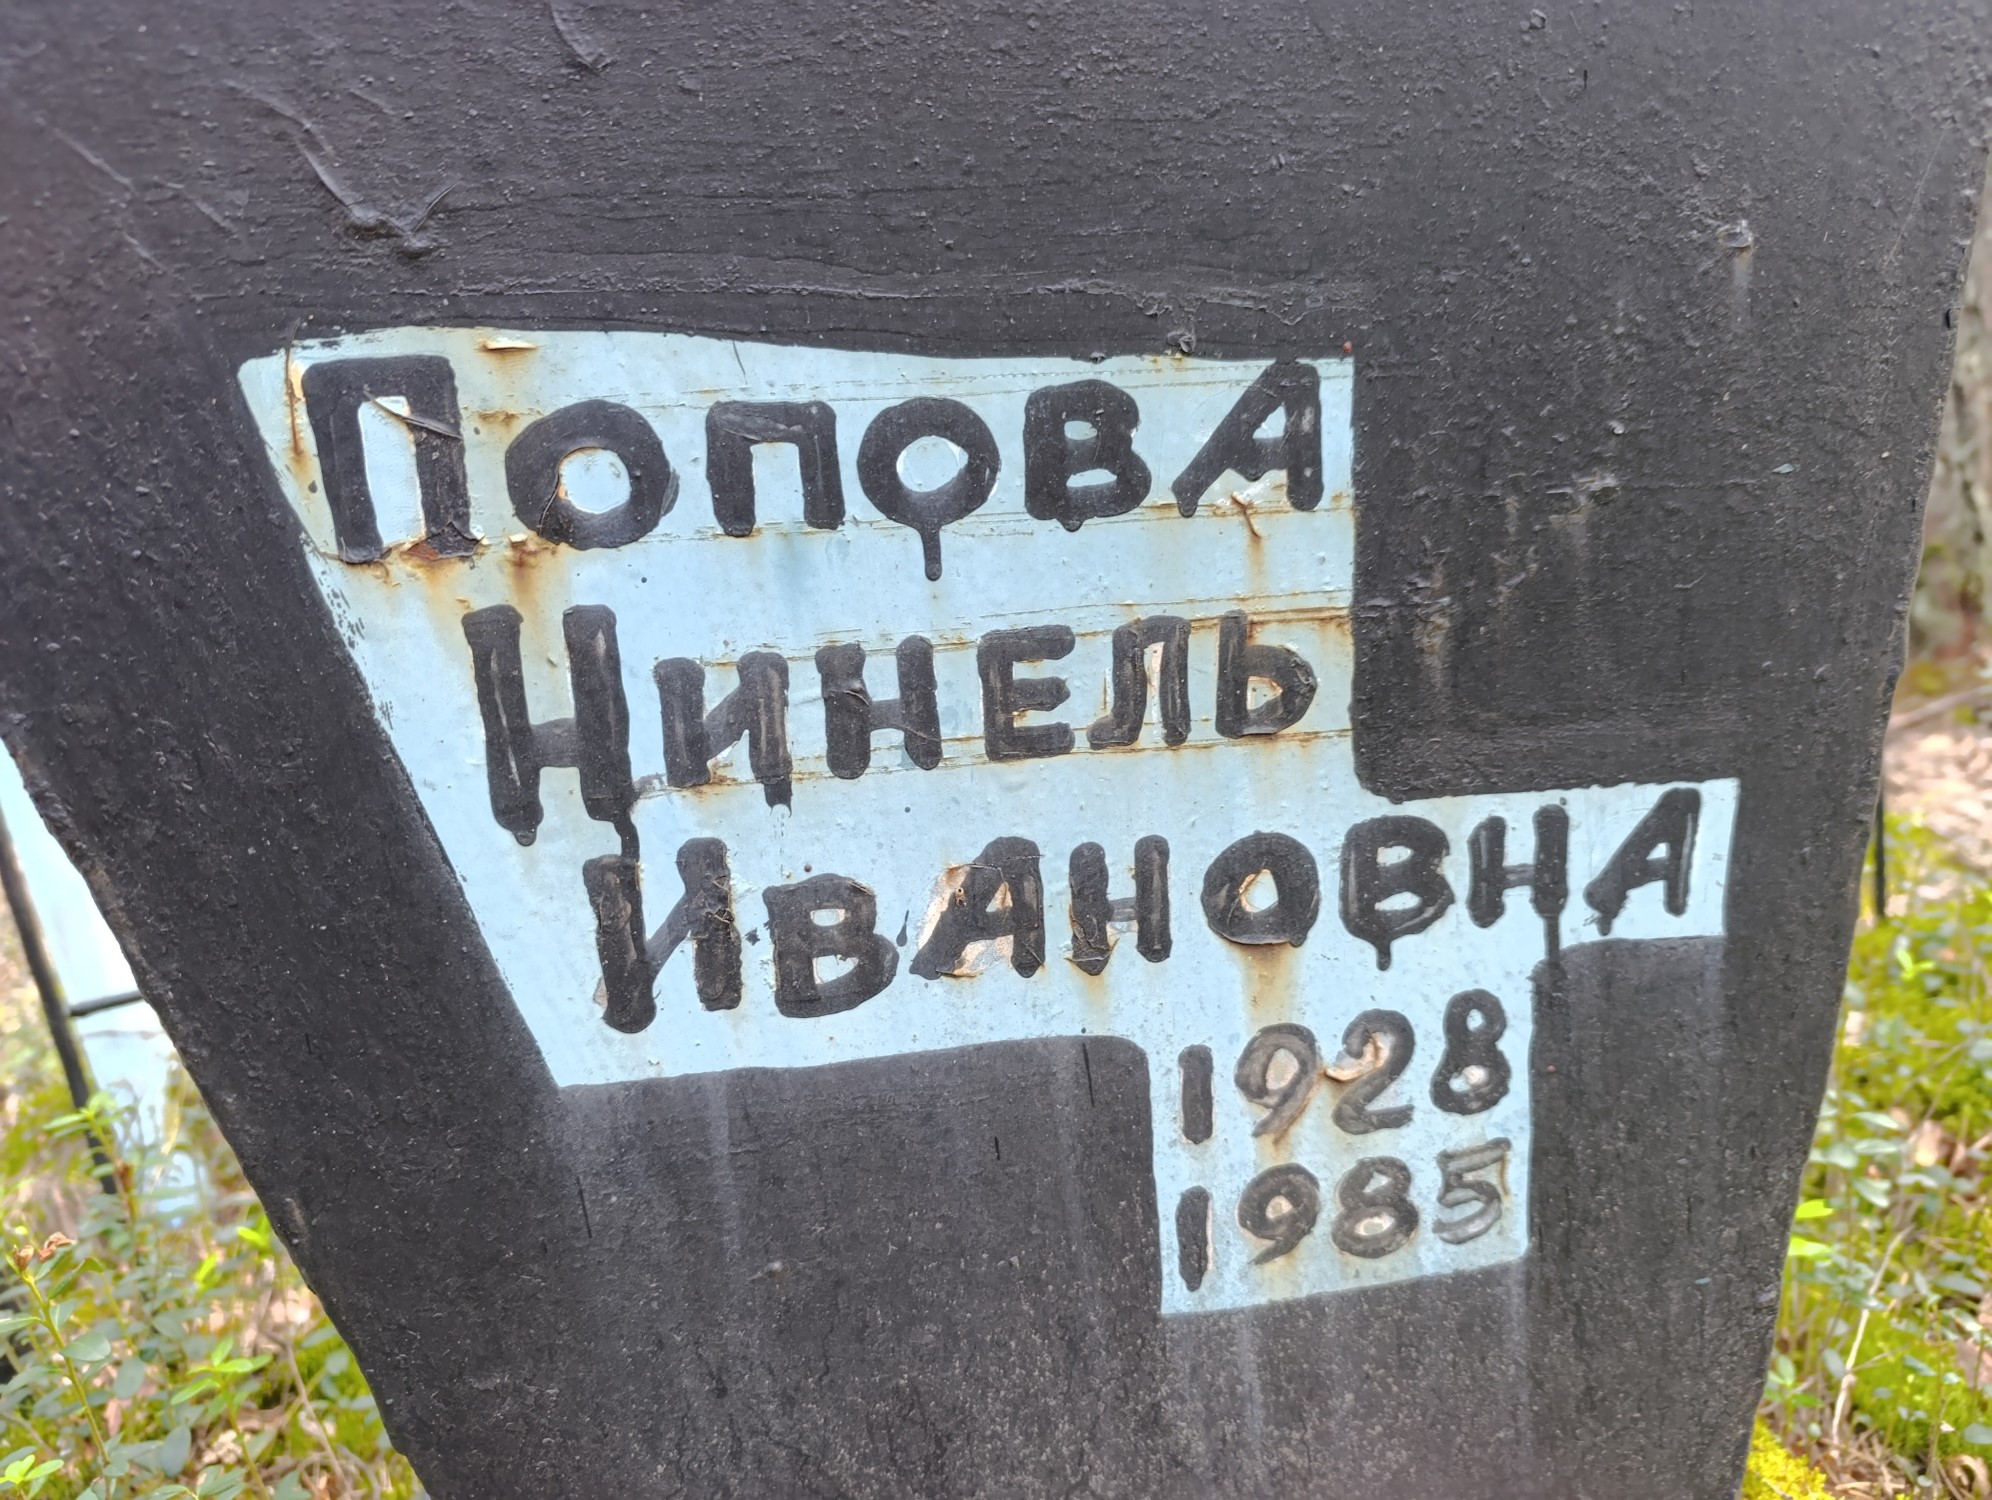 Попова
Нинель
Ивановна
1928
1985